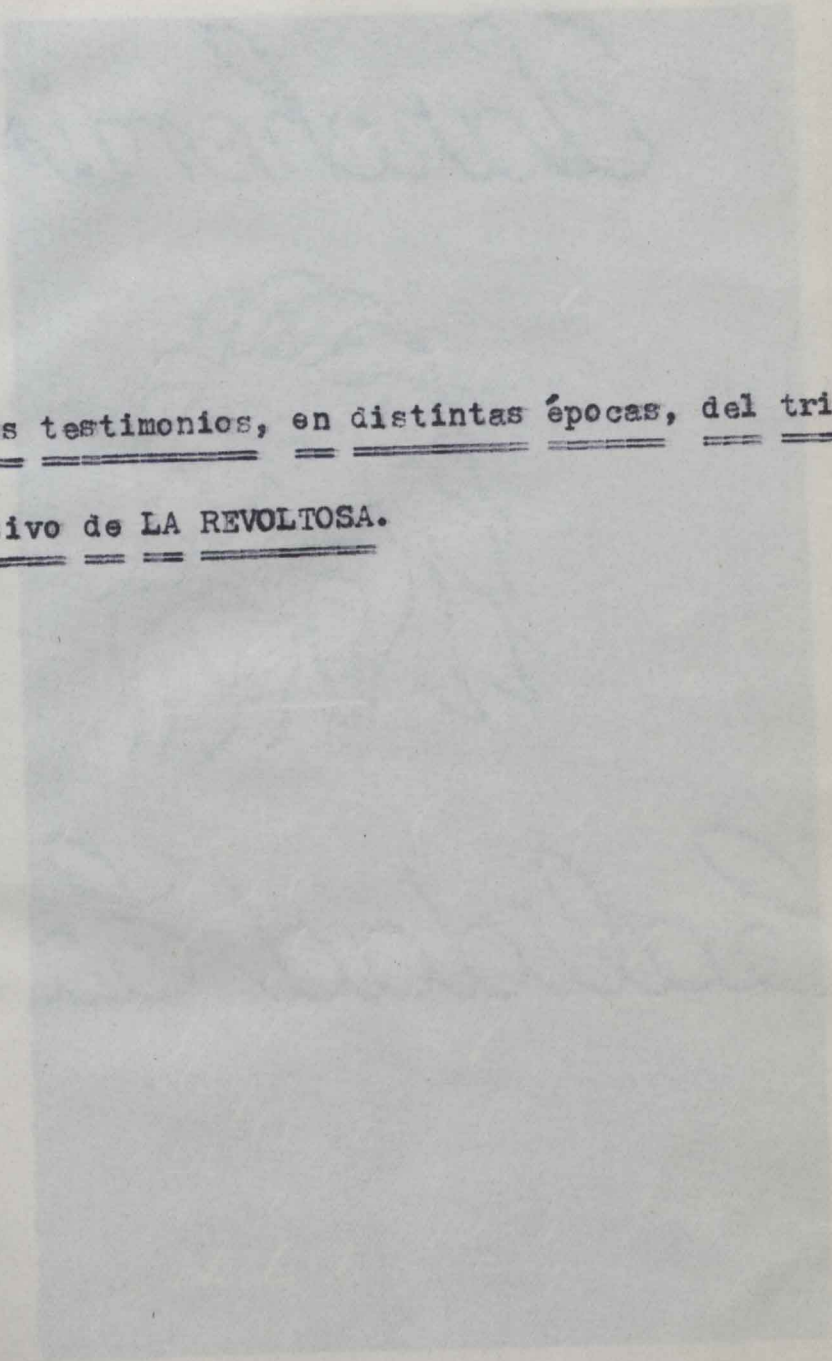 s testimonios, en distintas épocas, del tri
ivo de LA REVOLTOSA.